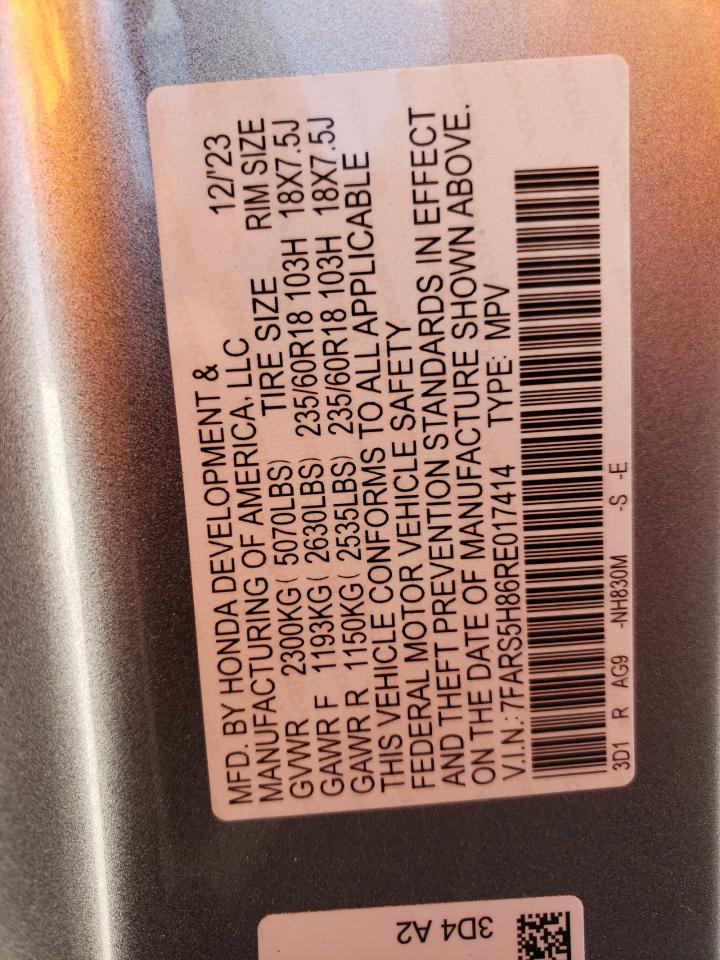 MFD. BY HONDA DEVELOPMENT & 12/'23
MANUFACTURING OF AMERICA, LLC
TIRE SIZE RIM SIZE
GVWR 2300KG( 5070LBS)
GAWR F 1193KG( 2630LBS) 235/60R18 103H 18X7.5J
GAWR R 1150KG( 2535LBS) 235/60R18 103H 18X7.5J
THIS VEHICLE CONFORMS TO ALL APPLICABLE
FEDERAL MOTOR VEHICLE SAFETY
AND THEFT PREVENTION STANDARDS IN EFFECT
ON THE DATE OF MANUFACTURE SHOWN ABOVE.
V.I.N.: 7FARS5H86RE017414 TYPE: MPV
3D1 R AG9 -NH830M -S -E
3D4 A2